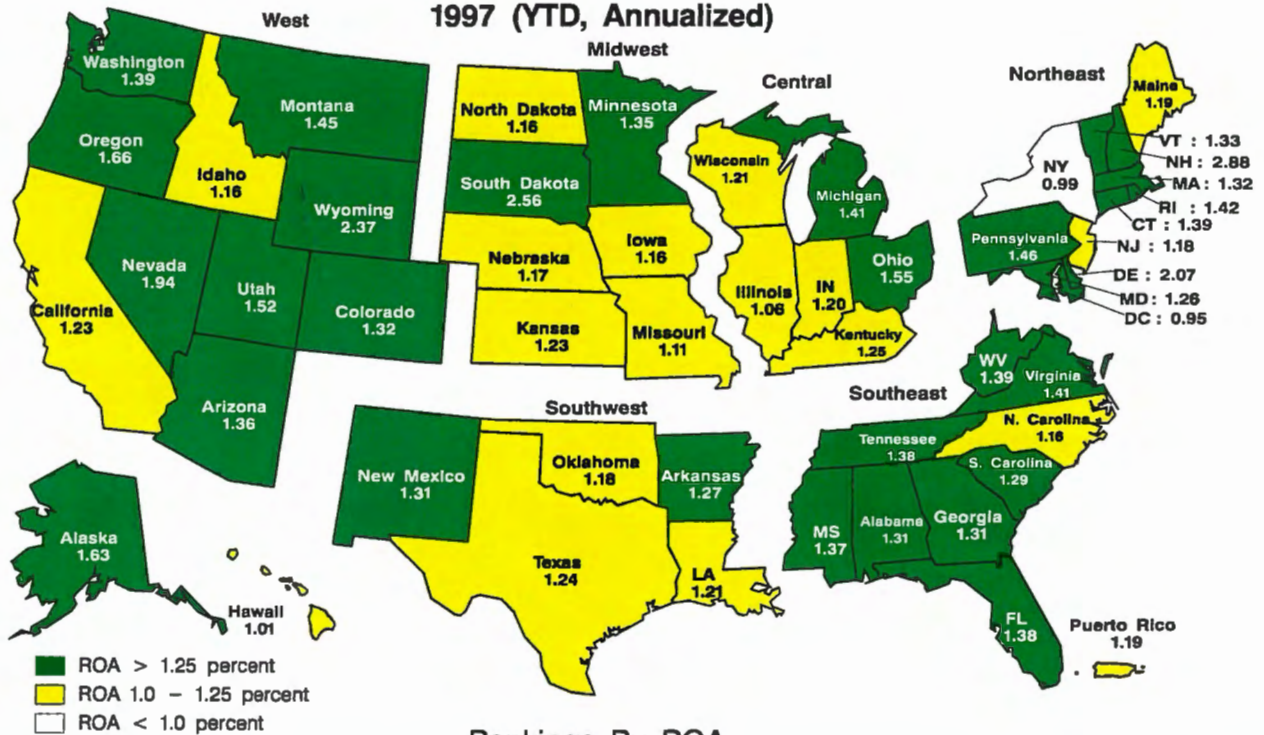 1997 (YTD, Annualized)
West
Midwest
Central
Northeast
Washington
1.39
Montana
1.45
Oregon
1.66
Idaho
1.16
Wyoming
2.37
Nevada
1.94
Utah
1.52
Colorado
1.32
California
1.23
Arizona
1.36
Alaska
1.63
Hawaii
1.01
North Dakota
1.16
Minnesota
1.35
South Dakota
2.56
Nebraska
1.17
Iowa
1.16
Kansas
1.23
Missouri
1.11
Wisconsin
1.21
Michigan
1.41
Illinois
1.06
IN
1.20
Ohio
1.55
Kentucky
1.25
Maine
1.19
VT : 1.33
NH : 2.88
MA : 1.32
RI : 1.42
CT : 1.39
NJ : 1.18
DE : 2.07
MD : 1.26
DC : 0.95
NY
0.99
Pennsylvania
1.46
Southwest
New Mexico
1.31
Oklahoma
1.18
Arkansas
1.27
Texas
1.24
LA
1.21
Southeast
WV
1.39
Virginia
1.41
N. Carolina
1.16
Tennessee
1.38
S. Carolina
1.29
MS
1.37
Alabama
1.31
Georgia
1.31
FL
1.38
Puerto Rico
1.19
ROA > 1.25 percent
ROA 1.0 - 1.25 percent
ROA < 1.0 percent